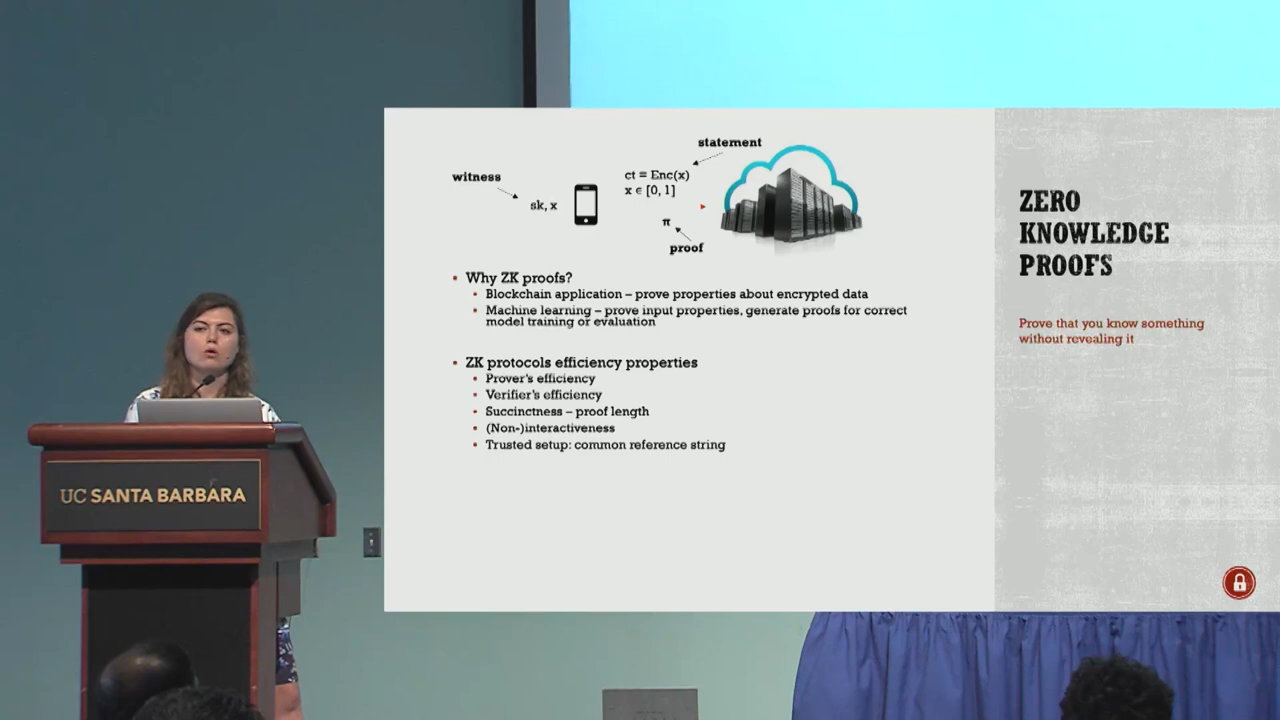 statement
witness
ct = Enc(x)
x ∈ [0, 1]
sk, x
π
proof
• Why ZK proofs?
• Blockchain application – prove properties about encrypted data
• Machine learning – prove input properties, generate proofs for correct
model training or evaluation
• ZK protocols efficiency properties
• Prover's efficiency
• Verifier's efficiency
• Succinctness – proof length
• (Non-)interactiveness
• Trusted setup: common reference string
ZERO
KNOWLEDGE
PROOFS
Prove that you know something
without revealing it
UC SANTA BARBARA